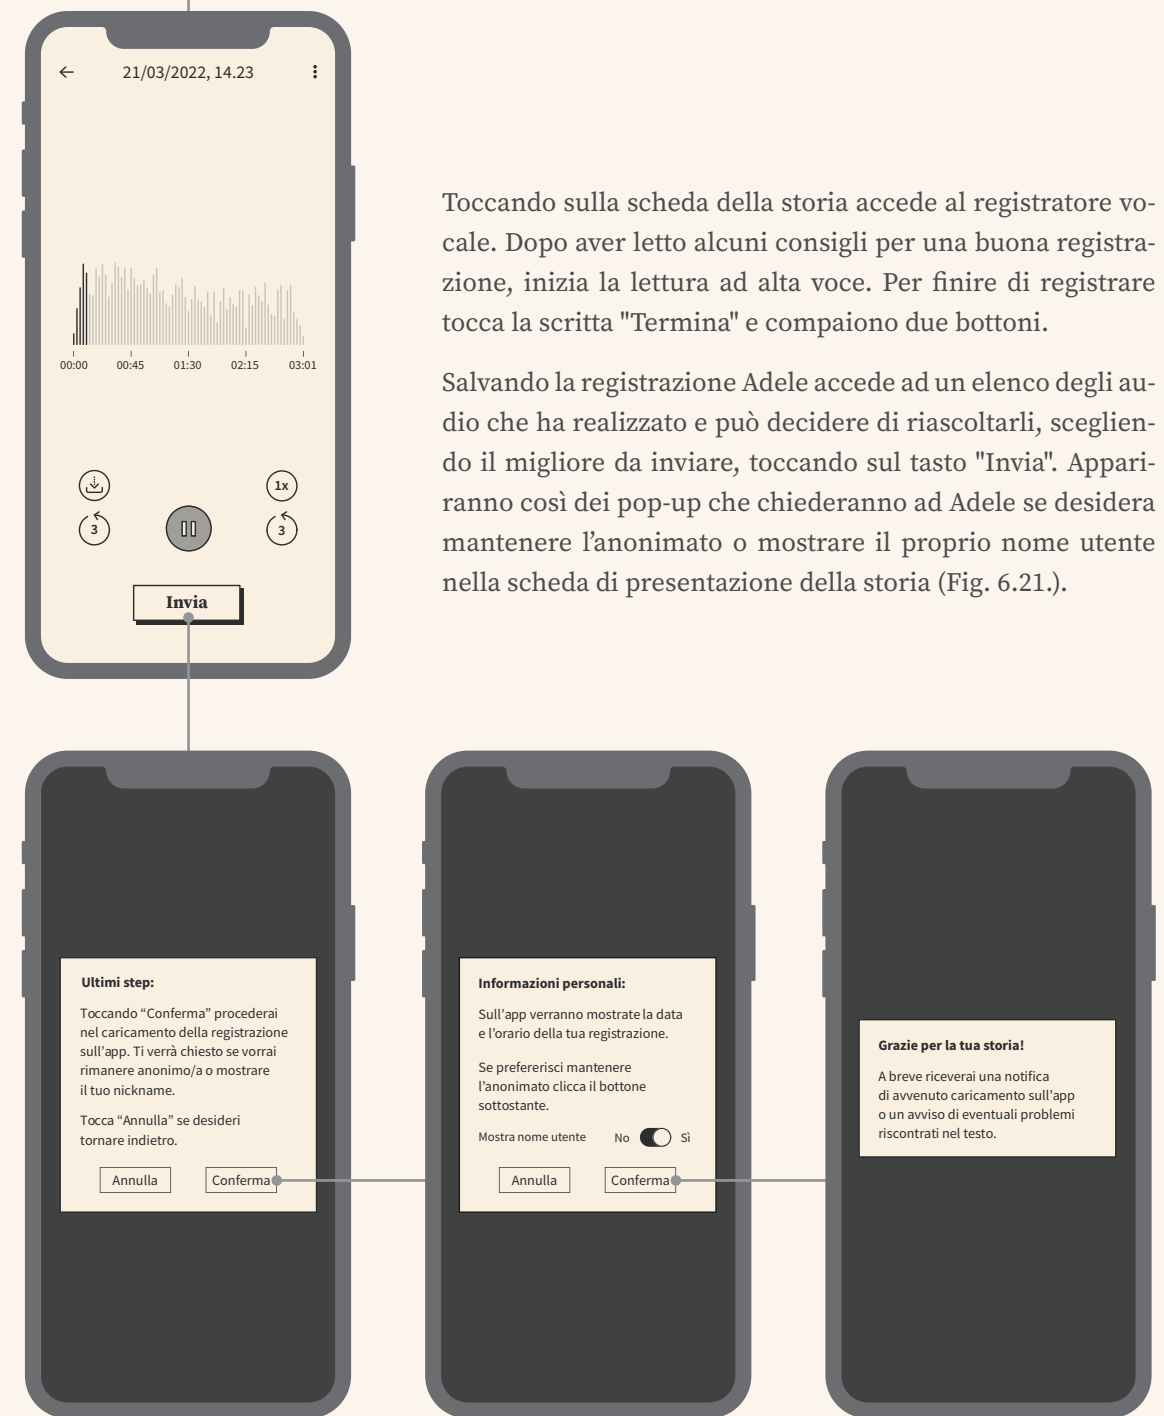 21/03/2022, 14.23
00:00 00:45 01:30 02:15 03:01
1x
3 3
Invia
Toccando sulla scheda della storia accede al registratore vo-
cale. Dopo aver letto alcuni consigli per una buona registra-
zione, inizia la lettura ad alta voce. Per finire di registrare
tocca la scritta "Termina" e compaiono due bottoni.
Salvando la registrazione Adele accede ad un elenco degli au-
dio che ha realizzato e può decidere di riascoltarli, sceglien-
do il migliore da inviare, toccando sul tasto "Invia". Appari-
ranno così dei pop-up che chiederanno ad Adele se desidera
mantenere l’anonimato o mostrare il proprio nome utente
nella scheda di presentazione della storia (Fig. 6.21.).
Ultimi step:
Toccando “Conferma” procederai
nel caricamento della registrazione
sull’app. Ti verrà chiesto se vorrai
rimanere anonimo/a o mostrare
il tuo nickname.
Tocca “Annulla” se desideri
tornare indietro.
Annulla Conferma
Informazioni personali:
Sull’app verranno mostrate la data
e l’orario della tua registrazione.
Se prefererisci mantenere
l’anonimato clicca il bottone
sottostante.
Mostra nome utente No Sì
Annulla Conferma
Grazie per la tua storia!
A breve riceverai una notifica
di avvenuto caricamento sull’app
o un avviso di eventuali problemi
riscontrati nel testo.